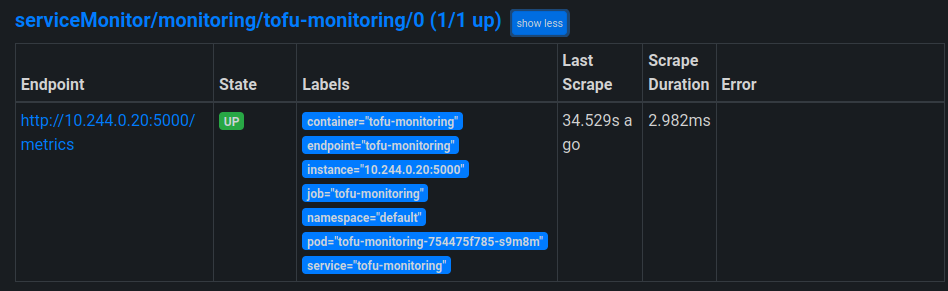 serviceMonitor/monitoring/tofu-monitoring/0 (1/1 up) show less
Endpoint State Labels Last Scrape Scrape Duration Error
http://10.244.0.20:5000/metrics UP
container="tofu-monitoring"
endpoint="tofu-monitoring"
instance="10.244.0.20:5000"
job="tofu-monitoring"
namespace="default"
pod="tofu-monitoring-754475f785-s9m8m"
service="tofu-monitoring"
34.529s ago 2.982ms